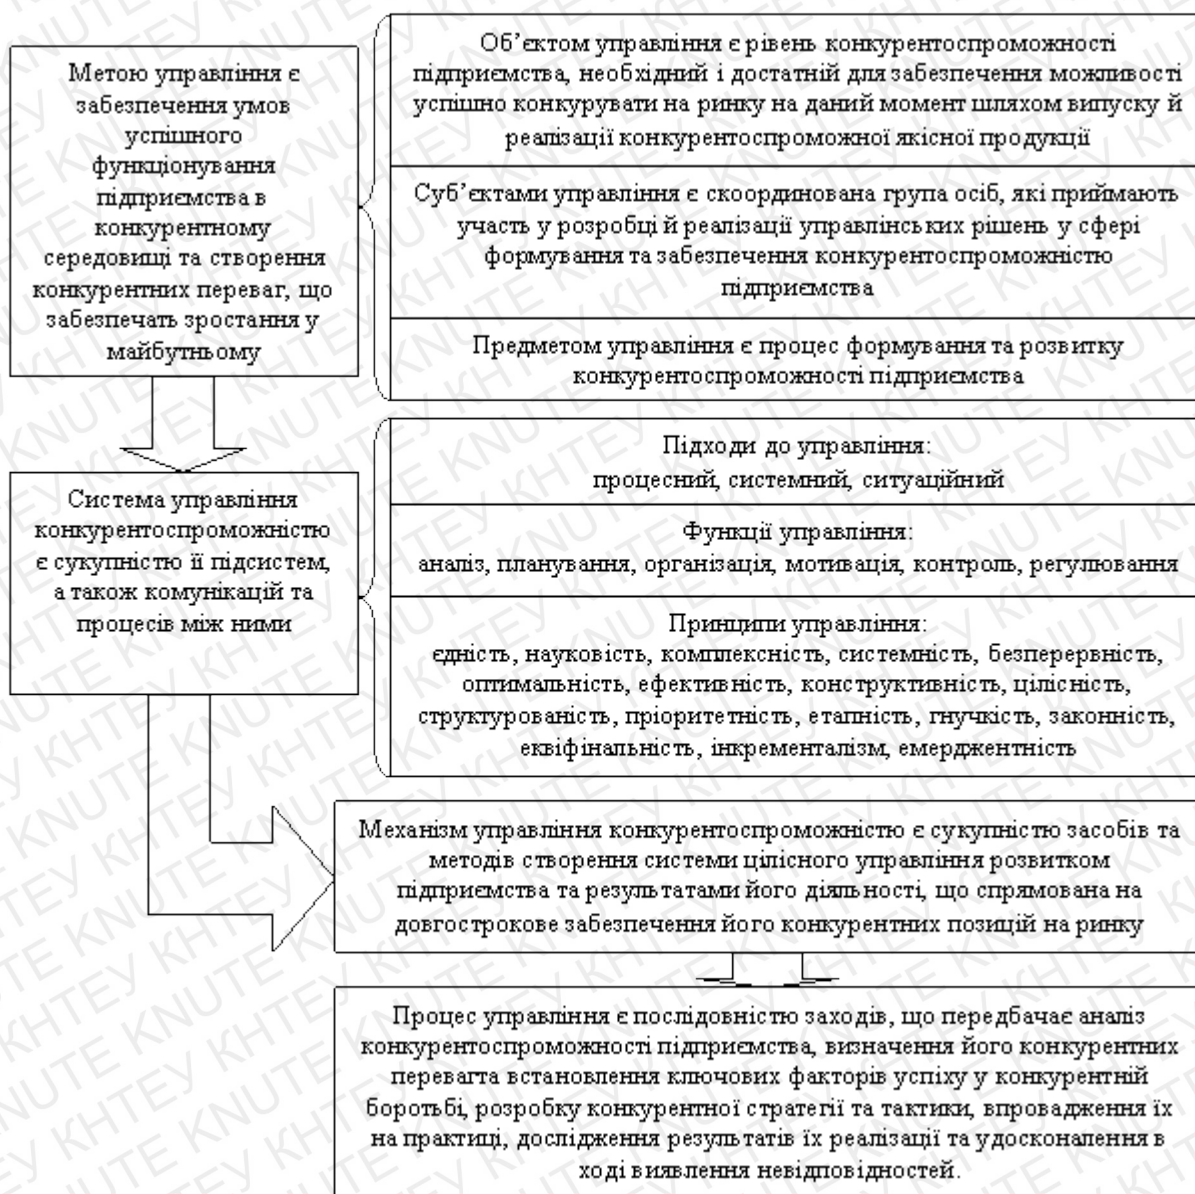 Метою управління є
забезпечення умов
успішного
функціонування
підприємства в
конкурентному
середовищі та створення
конкурентних переваг, що
забезпечать зростання у
майбутньому
Об’єктом управління є рівень конкурентоспроможності
підприємства, необхідний і достатній для забезпечення можливості
успішно конкурувати на ринку на даний момент шляхом випуску й
реалізації конкурентоспроможної якісної продукції
Суб’єктами управління є скоординована група осіб, які приймають
участь у розробці й реалізації управлінських рішень у сфері
формування та забезпечення конкурентоспроможністю
підприємства
Предметом управління є процес формування та розвитку
конкурентоспроможності підприємства
Система управління
конкурентоспроможністю
є сукупністю її підсистем,
а також комунікацій та
процесів між ними
Підходи до управління:
процесний, системний, ситуаційний
Функції управління:
аналіз, планування, організація, мотивація, контроль, регулювання
Принципи управління:
єдність, науковість, комплексність, системність, безперервність,
оптимальність, ефективність, конструктивність, цілісність,
структурованість, пріоритетність, етапність, гнучкість, законність,
еквіфінальність, інкременталізм, емерджентність
Механізм управління конкурентоспроможністю є сукупністю засобів та
методів створення системи цілісного управління розвитком
підприємства та результатами його діяльності, що спрямована на
довгострокове забезпечення його конкурентних позицій на ринку
Процес управління є послідовністю заходів, що передбачає аналіз
конкурентоспроможності підприємства, визначення його конкурентних
перевагта встановлення ключових факторів успіху у конкурентній
боротьбі, розробку конкурентної стратегії та тактики, впровадження їх
на практиці, дослідження результатів їх реалізації та удосконалення в
ході виявлення невідповідностей.